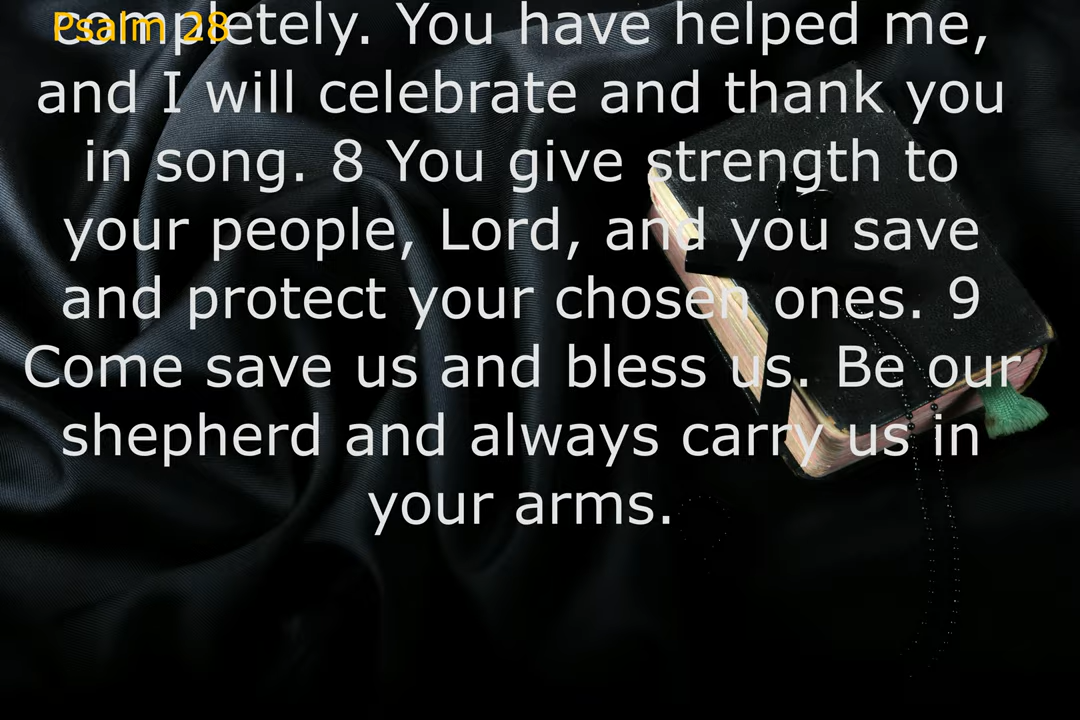 Psalm 28
completely. You have helped me,
and I will celebrate and thank you
in song. 8 You give strength to
your people, Lord, and you save
and protect your chosen ones. 9
Come save us and bless us. Be our
shepherd and always carry us in
your arms.